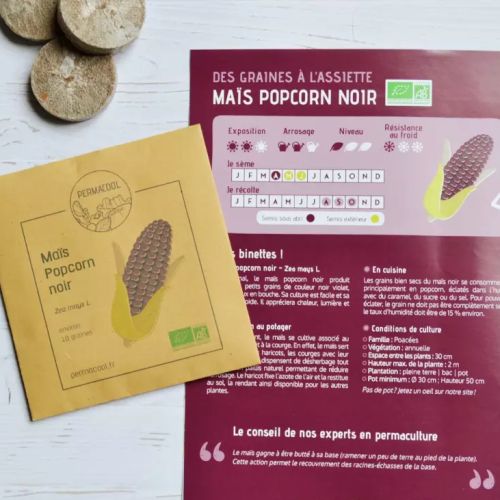 DES GRAINES À L'ASSIETTE
MAÏS POPCORN NOIR
AB
Exposition Arrosage Niveau Résistance au froid
Je sème
J F M A M J J A S O N D
Je récolte
J F M A M J J A S O N D
Semis sous abri Semis extérieur
PERMACOOL
Maïs
Popcorn
noir
Zea mays L
environ
10 graines
AB
permacool.fr
s binettes !
popcorn noir - Zea mays L
al, le maïs popcorn noir produit
petits grains de couleur noir violet,
x en bouche. Sa culture est facile et sa
Il appréciera chaleur, lumière et
au potager
ent, le maïs se cultive associé au
t à la courge. En effet, le maïs sert
haricots, les courges avec leur
dispensent de désherbage tout
naturel permettant de réduire
arrosage. Le haricot fixe l'azote de l'air et le restitue
au sol, la rendant ainsi disponible pour les autres
plantes.
En cuisine
Les grains bien secs du maïs noir se consomment
principalement en popcorn, éclatés dans l'huile
avec du caramel, du sucre ou du sel. Pour pouvoir
éclater, le grain ne doit pas être complètement sec,
le taux d'humidité doit être de 15 % environ.
Conditions de culture
• Famille : Poacées
• Végétation : annuelle
• Espace entre les plants : 30 cm
• Hauteur max. de la plante : 2 m
• Plantation : pleine terre | bac | pot
• Pot minimum : Ø 30 cm ; Hauteur 50 cm
Pas de pot ? Jetez un œil sur notre site !
Le conseil de nos experts en permaculture
Le maïs gagne à être butté à sa base (ramener un peu de terre au pied de la plante).
Cette action permet le recouvrement des racines-échasses de la base.